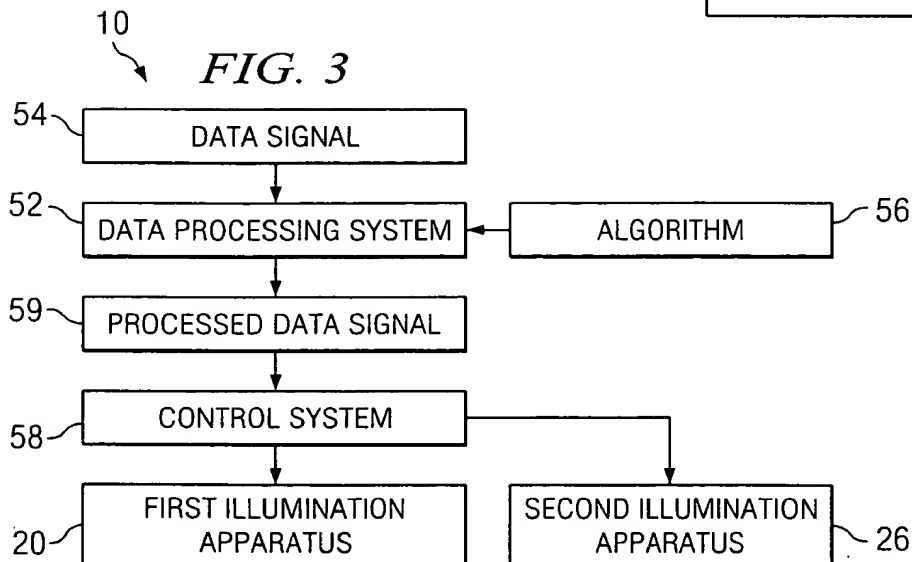 10
FIG. 3
54
DATA SIGNAL
52
DATA PROCESSING SYSTEM
ALGORITHM
56
59
PROCESSED DATA SIGNAL
CONTROL SYSTEM
58
FIRST ILLUMINATION
APPARATUS
20
SECOND ILLUMINATION
APPARATUS
26